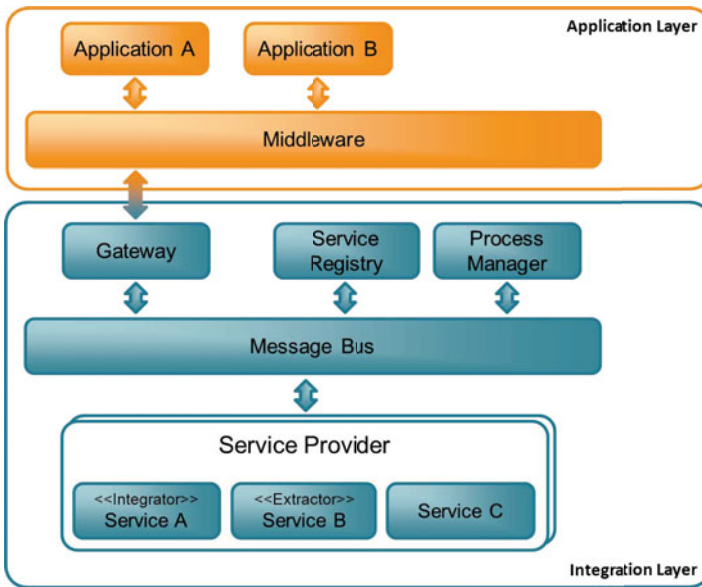 Application Layer
Application A
Application B
Middleware
Gateway
Service
Registry
Process
Manager
Message Bus
Service Provider
<<Integrator>>
Service A
<<Extractor>>
Service B
Service C
Integration Layer